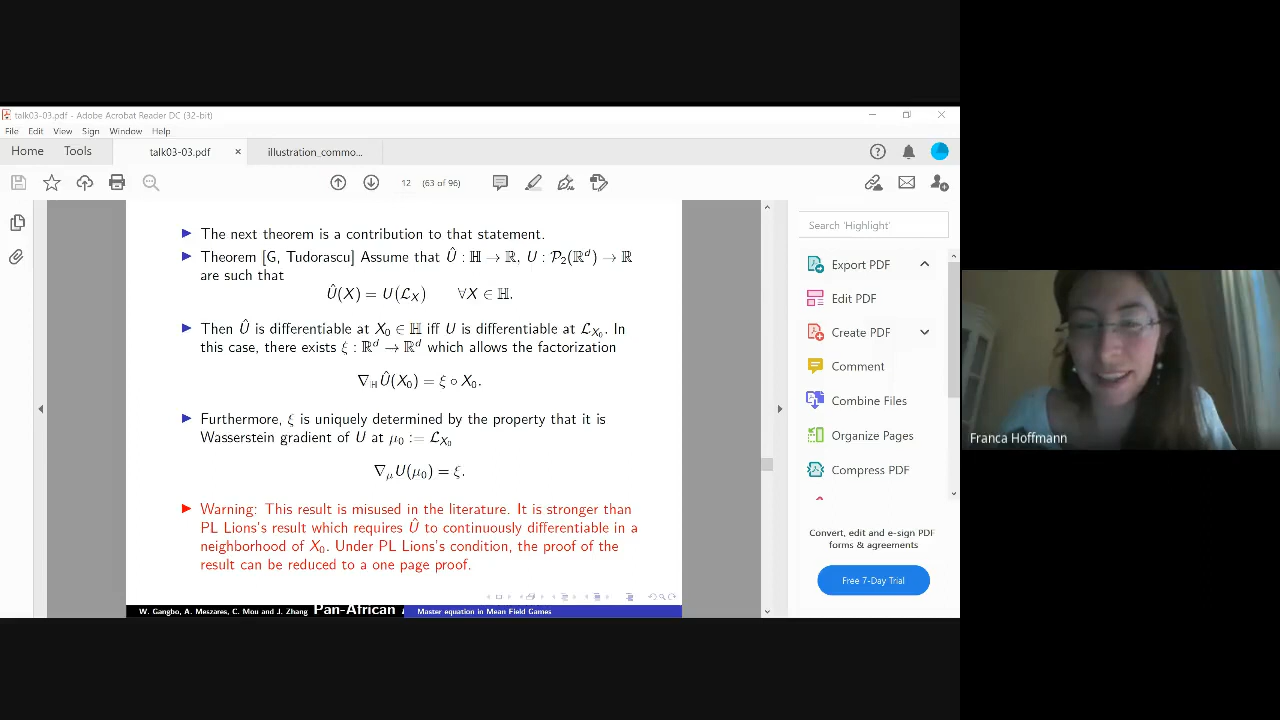 talk03-03.pdf - Adobe Acrobat Reader DC (32-bit)
File Edit View Sign Window Help
Home Tools talk03-03.pdf × illustration_commo...
12 (63 of 96)
The next theorem is a contribution to that statement.
Theorem [G, Tudorascu] Assume that Û : ℍ → ℝ, U : 𝒫₂(ℝᵈ) → ℝ
are such that
Û(X) = U(ℒ_X) ∀X ∈ ℍ.
Then Û is differentiable at X₀ ∈ ℍ iff U is differentiable at ℒ_X₀. In
this case, there exists ξ : ℝᵈ → ℝᵈ which allows the factorization
∇_ℍ Û(X₀) = ξ ∘ X₀.
Furthermore, ξ is uniquely determined by the property that it is
Wasserstein gradient of U at μ₀ := ℒ_X₀
∇_μ U(μ₀) = ξ.
Warning: This result is misused in the literature. It is stronger than
PL Lions's result which requires Û to continuously differentiable in a
neighborhood of X₀. Under PL Lions's condition, the proof of the
result can be reduced to a one page proof.
W. Gangbo, A. Meszares, C. Mou and J. Zhang Pan-African Master equation in Mean Field Games
Search 'Highlight'
Export PDF
Edit PDF
Create PDF
Comment
Combine Files
Organize Pages
Compress PDF
Convert, edit and e-sign PDF
forms & agreements
Free 7-Day Trial
Franca Hoffmann